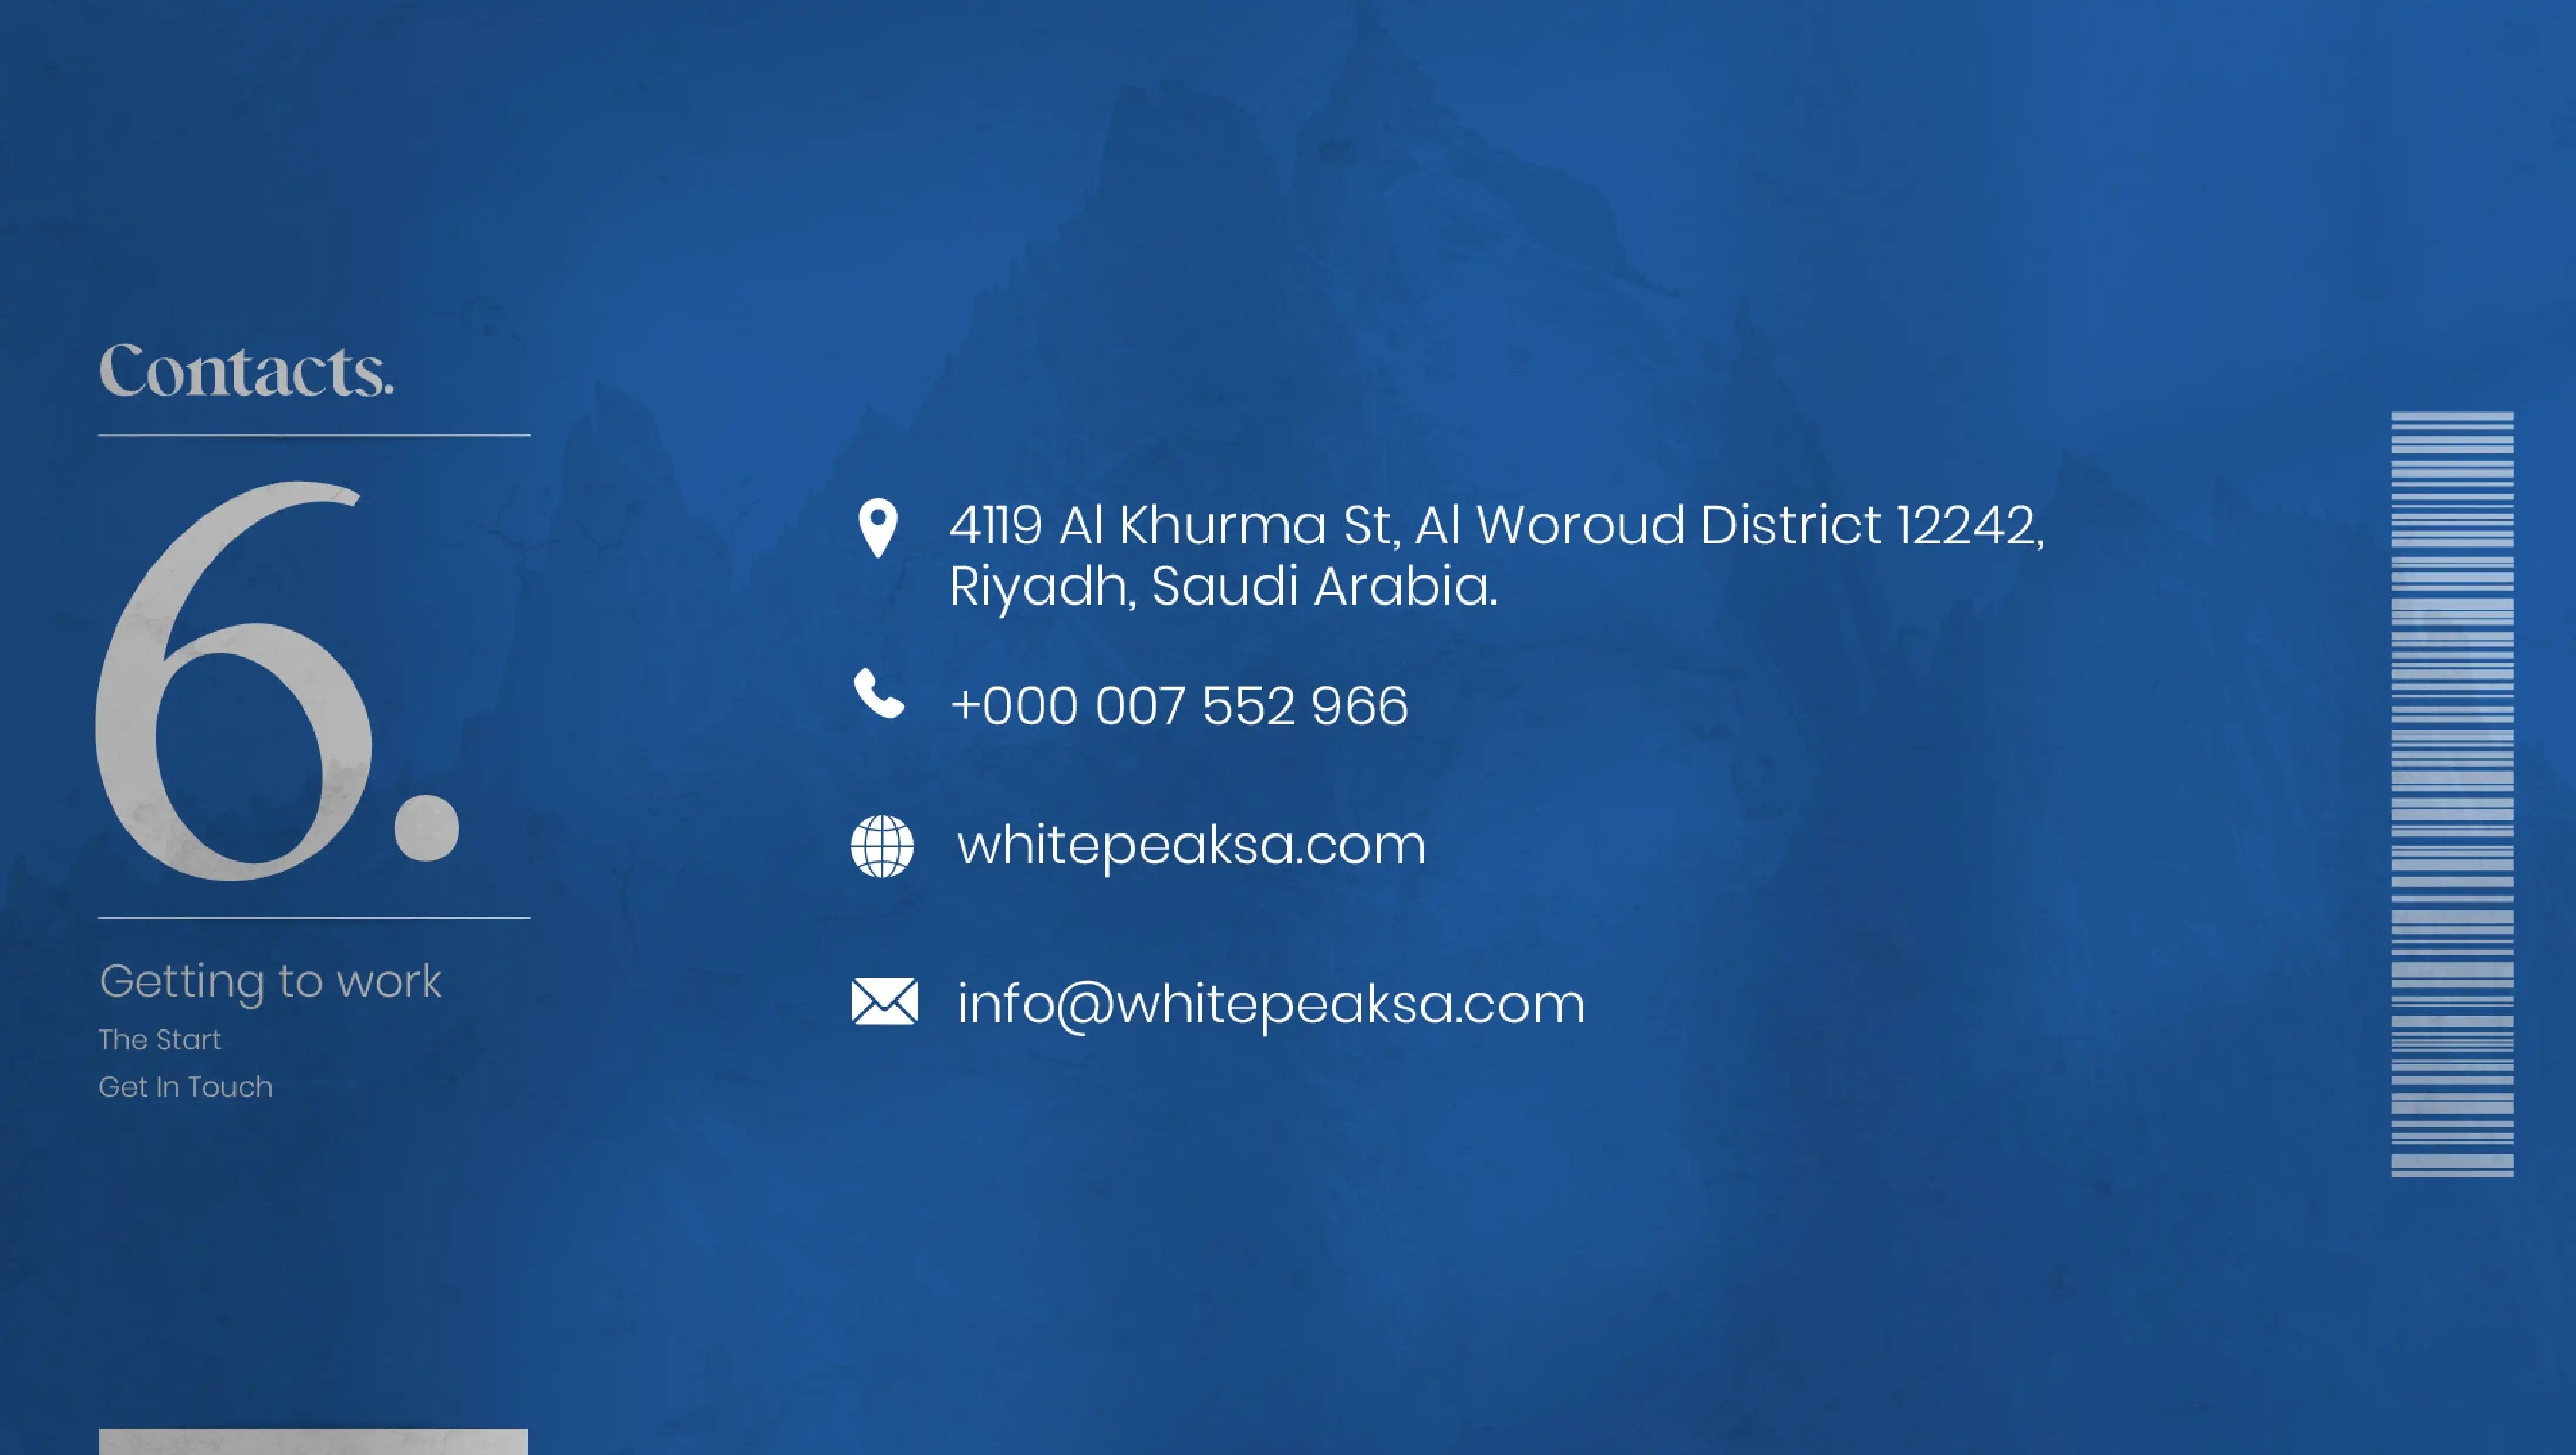 Contacts.
6.
Getting to work
The Start
Get In Touch
4119 Al Khurma St, Al Woroud District 12242,
Riyadh, Saudi Arabia.
+000 007 552 966
whitepeaksa.com
info@whitepeaksa.com